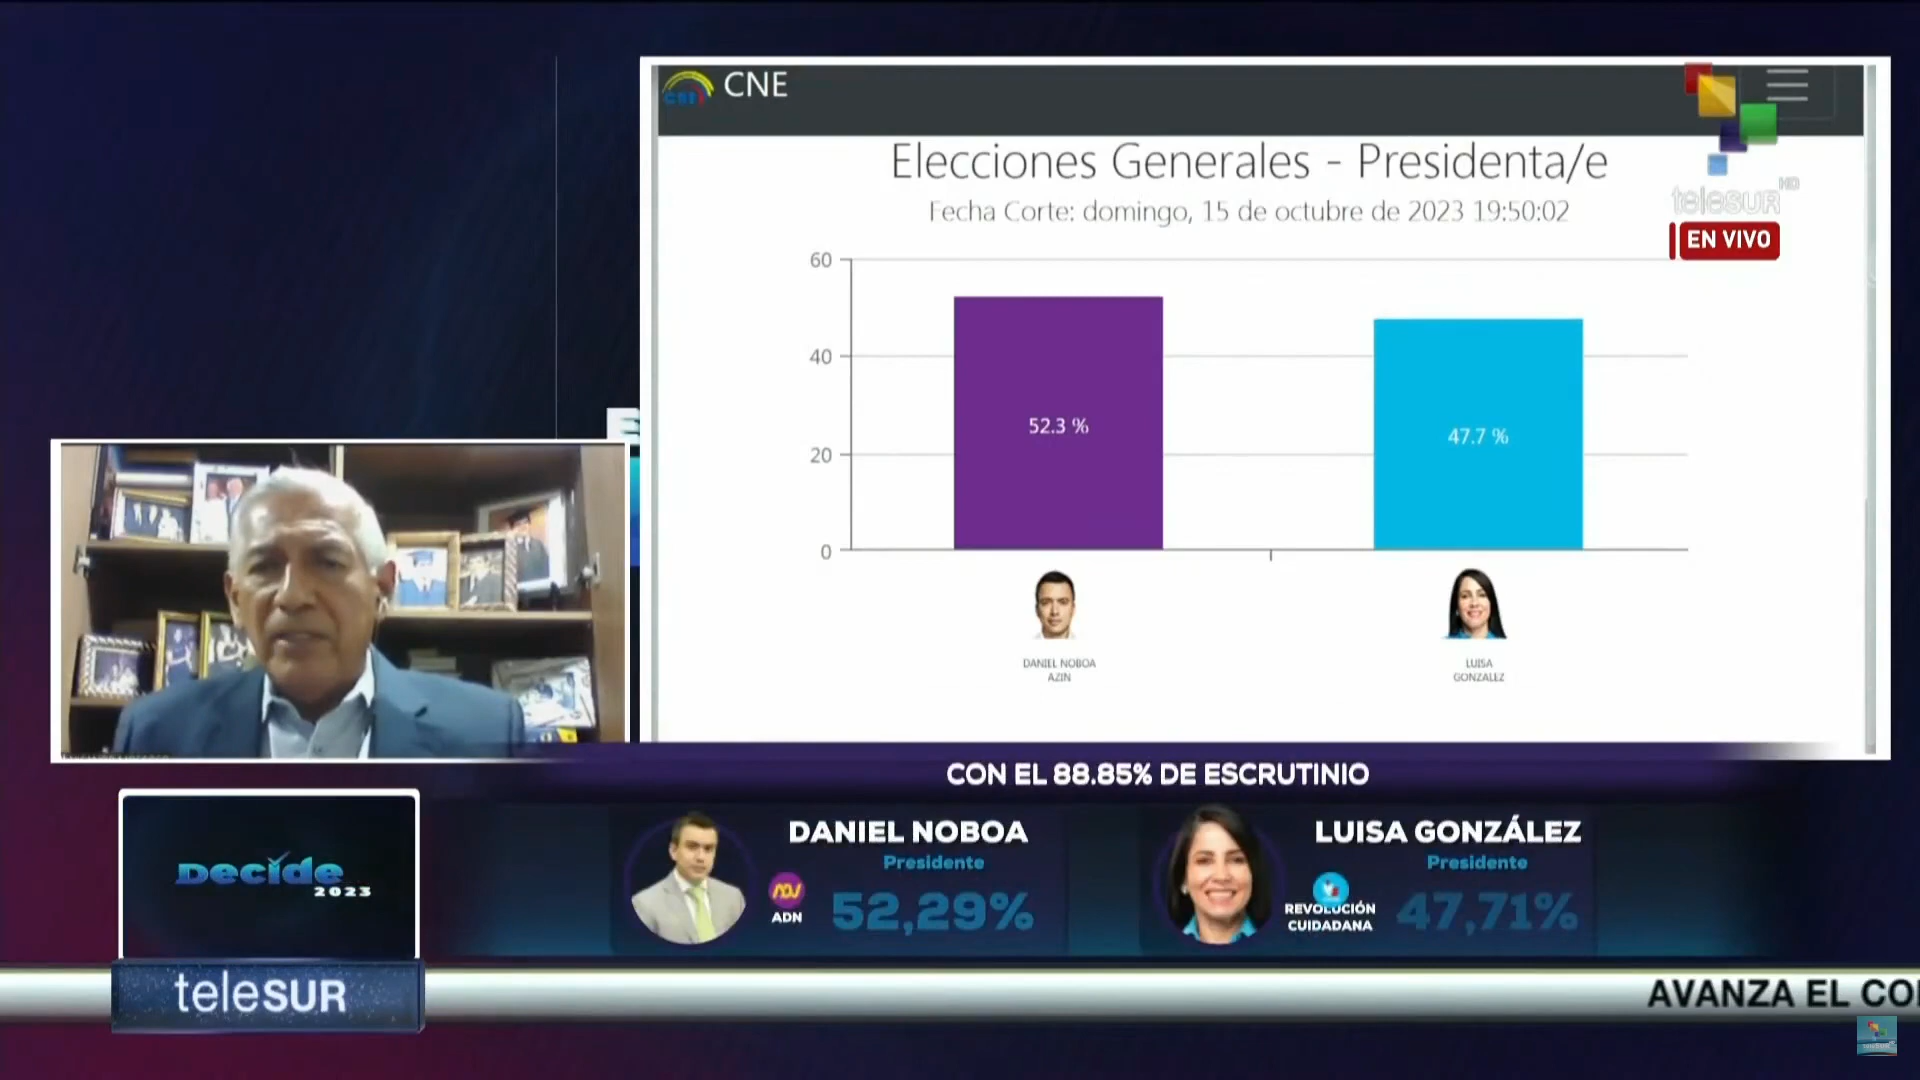 CNE
Elecciones Generales - Presidenta/e
Fecha Corte: domingo, 15 de octubre de 2023 19:50:02
teleSUR HD
EN VIVO
60
40
20
0
52.3 %
47.7 %
DANIEL NOBOA
AZIN
LUISA
GONZALEZ
CON EL 88.85% DE ESCRUTINIO
DANIEL NOBOA
Presidente
ADN
52,29%
LUISA GONZÁLEZ
Presidente
REVOLUCIÓN
CIUDADANA
47,71%
Decide
2023
teleSUR
AVANZA EL CO